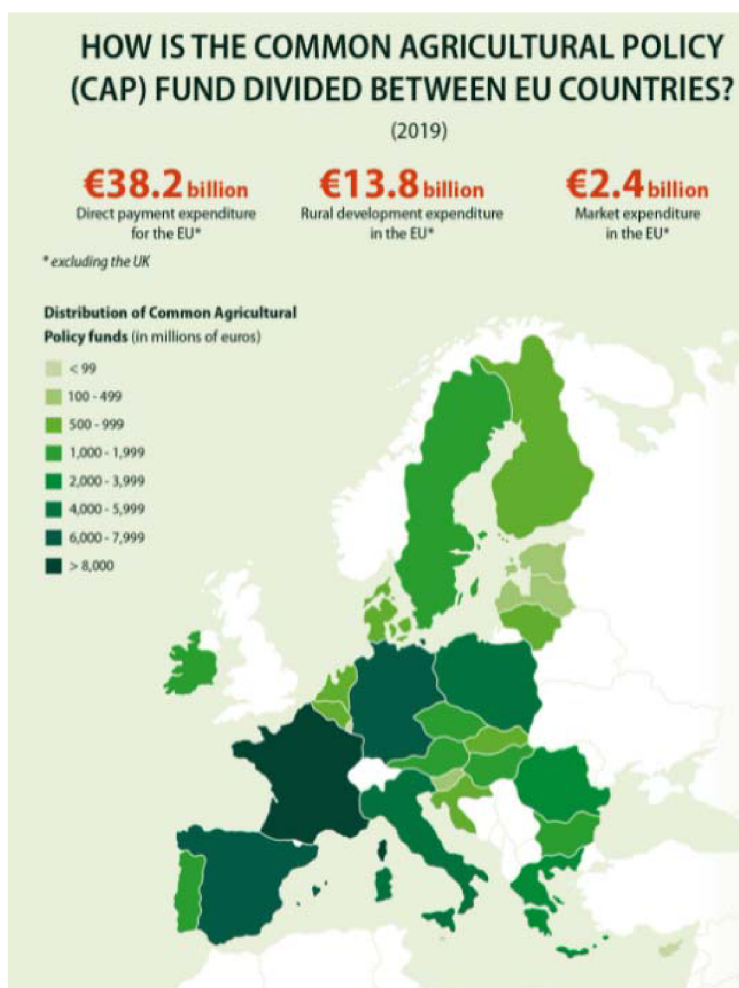 HOW IS THE COMMON AGRICULTURAL POLICY
(CAP) FUND DIVIDED BETWEEN EU COUNTRIES?
(2019)
€38.2 billion
Direct payment expenditure
for the EU*
€13.8 billion
Rural development expenditure
in the EU*
€2.4 billion
Market expenditure
in the EU*
* excluding the UK
Distribution of Common Agricultural
Policy funds (in millions of euros)
< 99
100 - 499
500 - 999
1,000 - 1,999
2,000 - 3,999
4,000 - 5,999
6,000 - 7,999
> 8,000